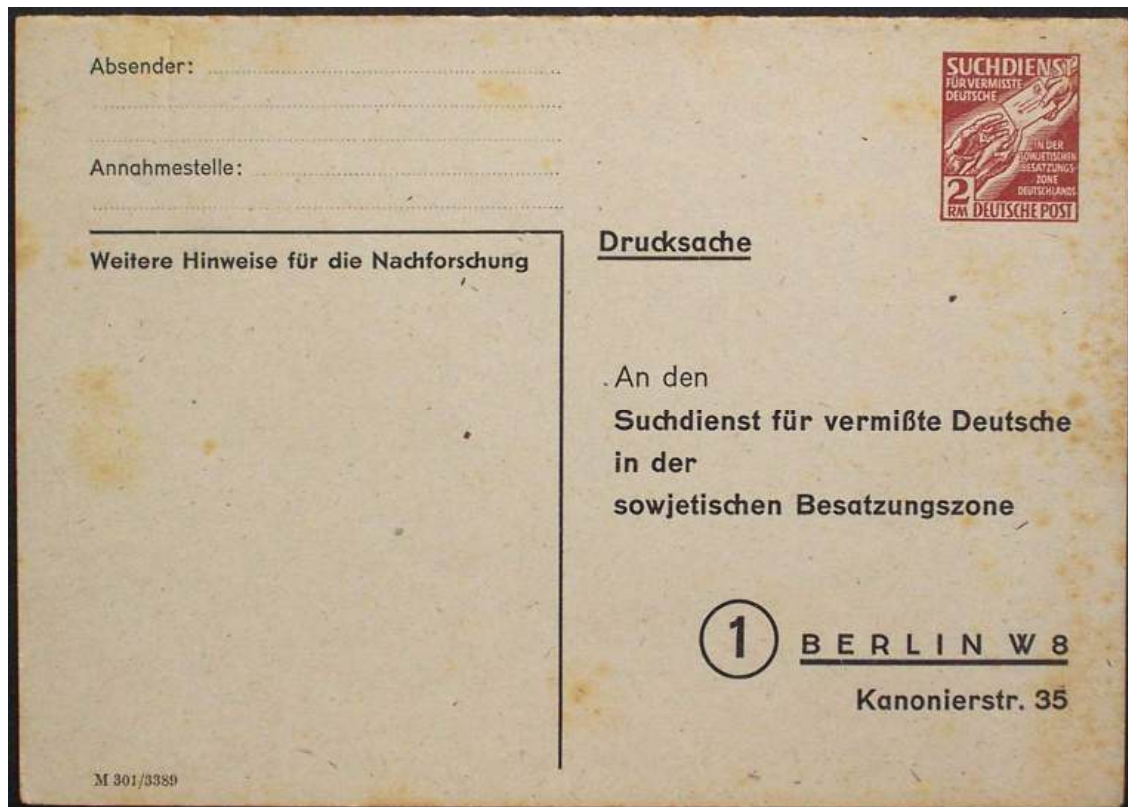 Absender:
Annahmestelle:
Weitere Hinweise für die Nachforschung
M 301/3389
SUCHDIENST
FÜR VERMISSTE
DEUTSCHE
IN DER
SOWJETISCHEN
BESATZUNGS-
ZONE
DEUTSCHLANDS
2
RM DEUTSCHE POST
Drucksache
An den
Suchdienst für vermißte Deutsche
in der
sowjetischen Besatzungszone
1 BERLIN W 8
Kanonierstr. 35